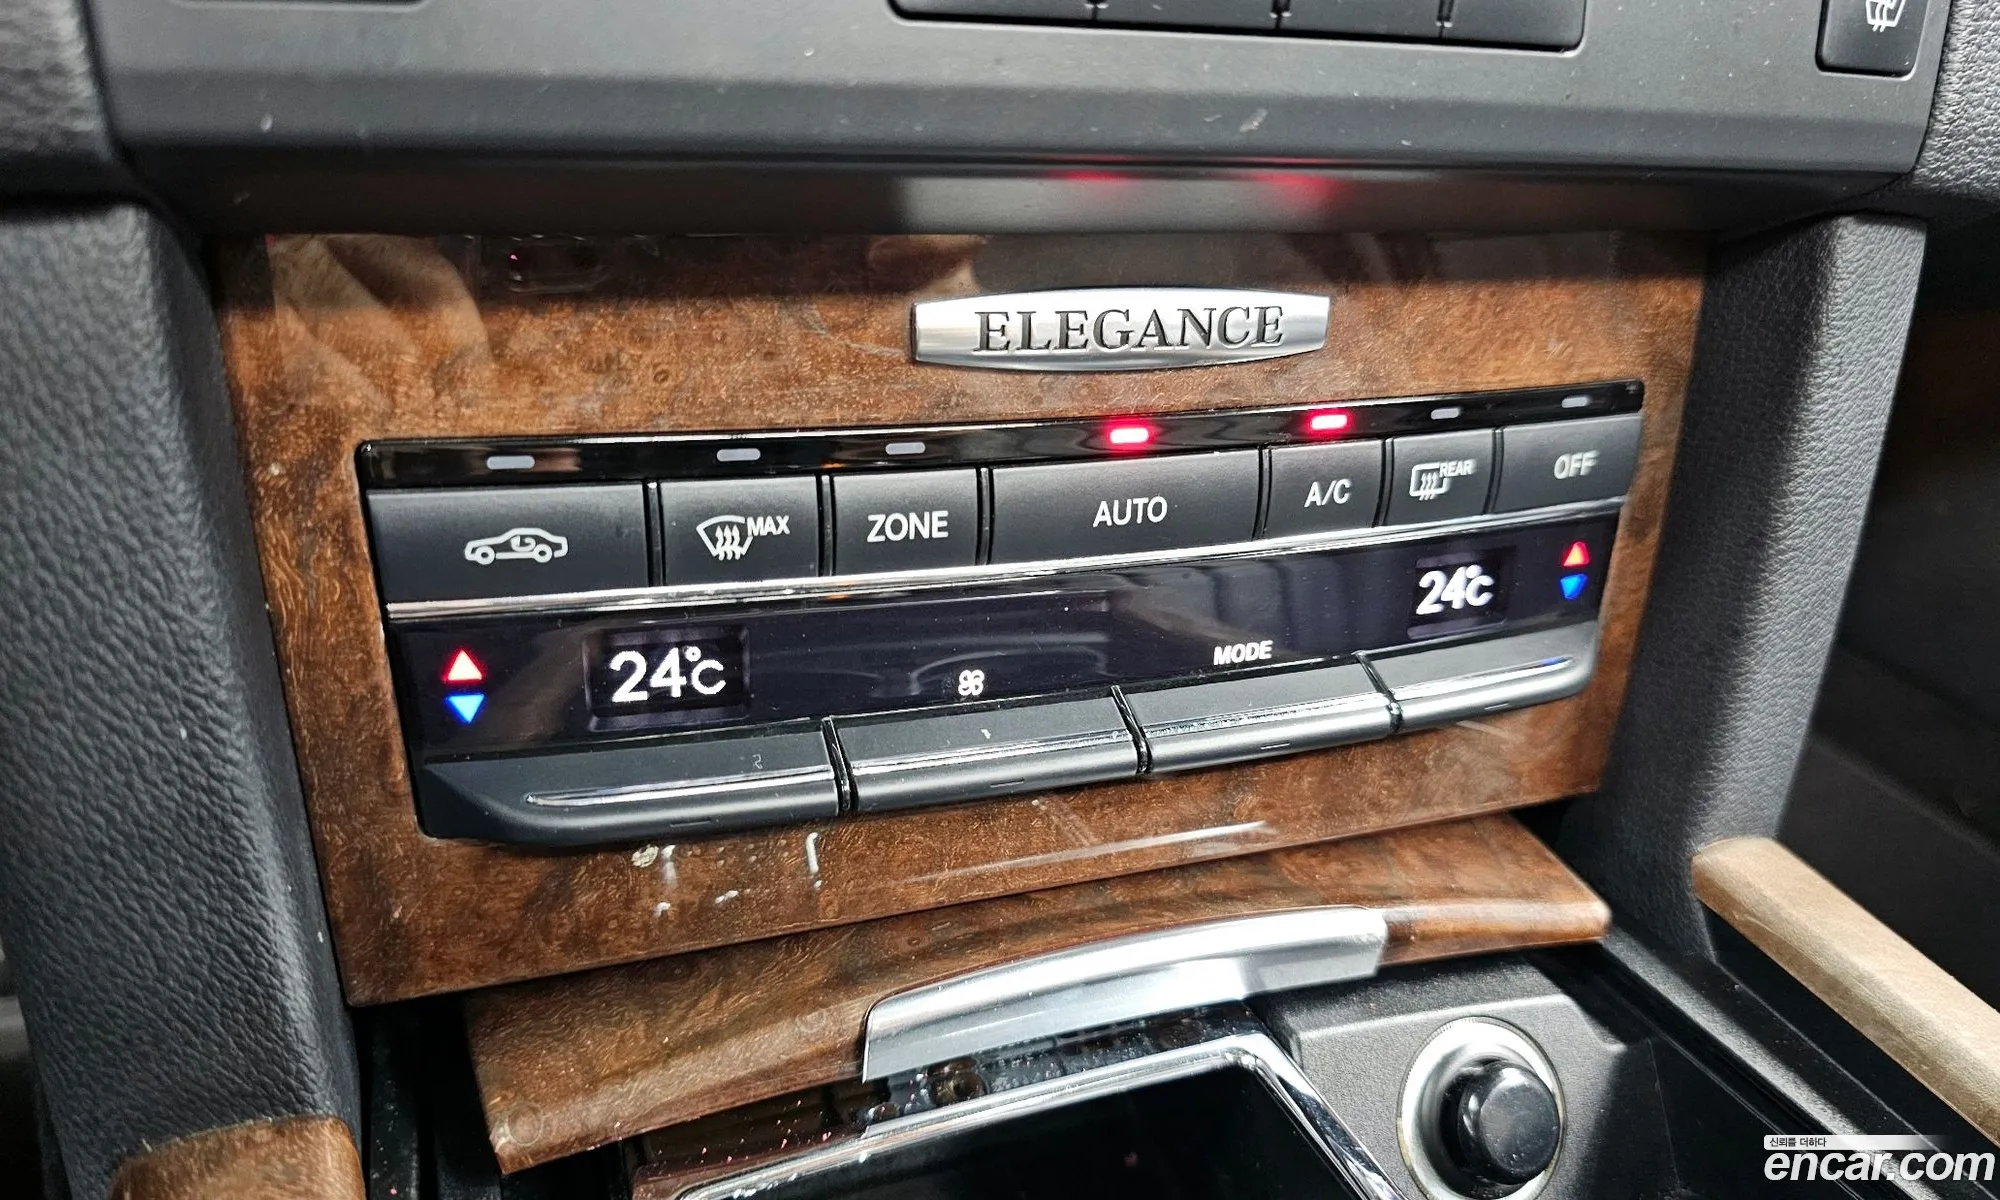 ELEGANCE
MAX
ZONE
AUTO
A/C
REAR
OFF
24°C
24°C
MODE
신뢰를 더하다
encar.com